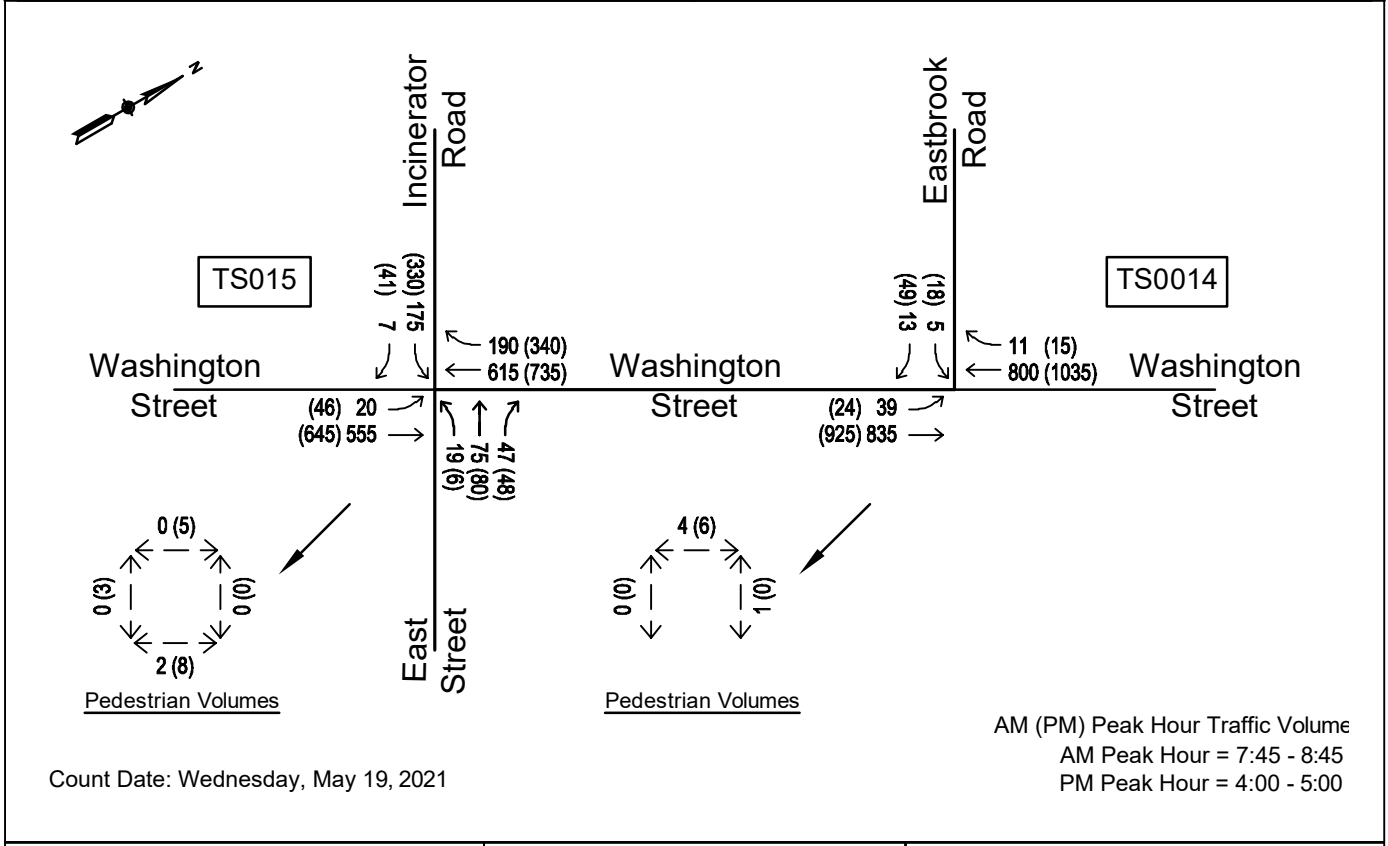 N
Incinerator
Road
Eastbrook
Road
TS015
TS0014
(41) 7
(330) 175
(49) 13
(18) 5
190 (340)
615 (735)
11 (15)
800 (1035)
Washington
Street
Washington
Street
Washington
Street
(46) 20
(645) 555
(24) 39
(925) 835
19 (6)
75 (80)
47 (48)
East
Street
0 (5)
0 (3)
(0) 0
2 (8)
Pedestrian Volumes
4 (6)
0 (0)
1 (0)
Pedestrian Volumes
AM (PM) Peak Hour Traffic Volume
AM Peak Hour = 7:45 - 8:45
PM Peak Hour = 4:00 - 5:00
Count Date: Wednesday, May 19, 2021